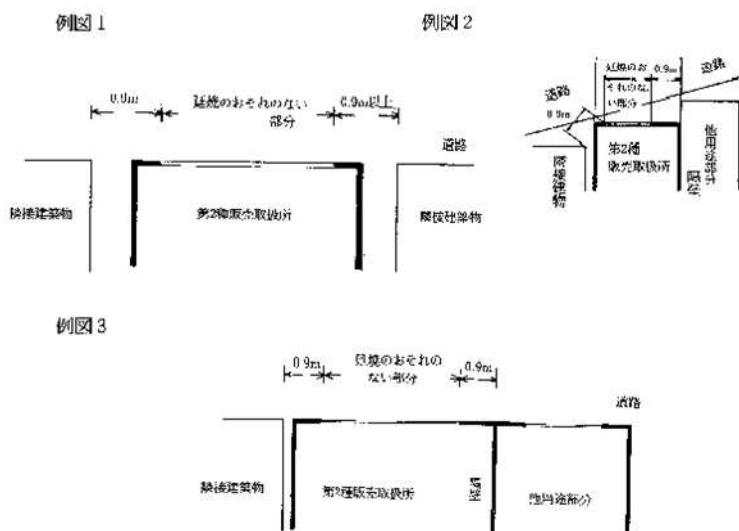 例図1
0.9m
延焼のおそれのない
部分
0.9m以上
道路
隣接建築物
第2種販売取扱所
隣接建築物
例図2
延焼のお
それのな
い部分
0.9m
道路
道路
0.9m
第2種
販売取扱所
隣接建築物
他用途部分
例図3
0.9m
延焼のおそれの
ない部分
0.9m
道路
隣接建築物
第2種販売取扱所
他用途部分